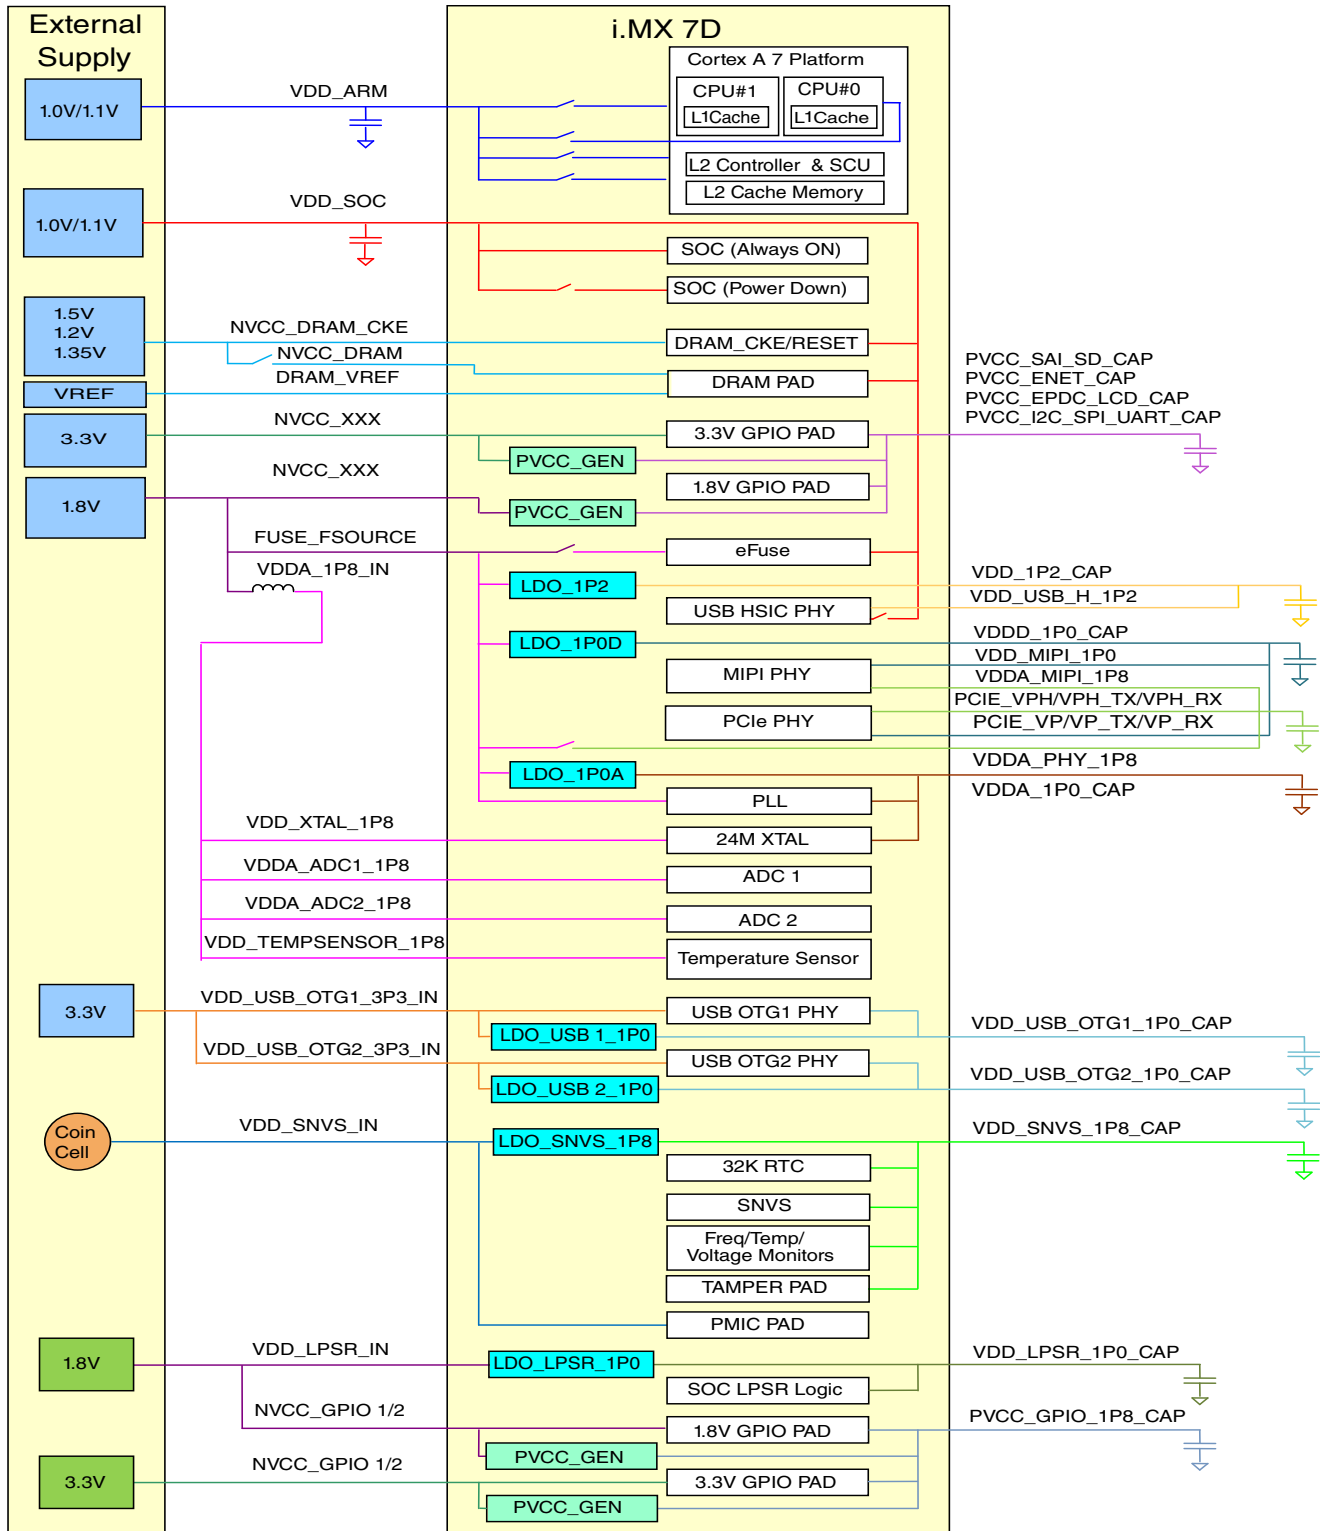 External
Supply
i.MX 7D
Cortex A 7 Platform
CPU#1
CPU#0
L1Cache
L1Cache
L2 Controller & SCU
L2 Cache Memory
1.0V/1.1V
VDD_ARM
1.0V/1.1V
VDD_SOC
SOC (Always ON)
SOC (Power Down)
1.5V
1.2V
1.35V
NVCC_DRAM_CKE
DRAM_CKE/RESET
NVCC_DRAM
DRAM_VREF
DRAM PAD
VREF
PVCC_SAI_SD_CAP
PVCC_ENET_CAP
PVCC_EPDC_LCD_CAP
PVCC_I2C_SPI_UART_CAP
3.3V
NVCC_XXX
3.3V GPIO PAD
PVCC_GEN
NVCC_XXX
1.8V GPIO PAD
1.8V
PVCC_GEN
FUSE_FSOURCE
eFuse
VDDA_1P8_IN
LDO_1P2
VDD_1P2_CAP
VDD_USB_H_1P2
USB HSIC PHY
LDO_1P0D
VDDD_1P0_CAP
VDD_MIPI_1P0
MIPI PHY
VDDA_MIPI_1P8
PCIE_VPH/VPH_TX/VPH_RX
PCIe PHY
PCIE_VP/VP_TX/VP_RX
VDDA_PHY_1P8
LDO_1P0A
VDDA_1P0_CAP
PLL
VDD_XTAL_1P8
24M XTAL
VDDA_ADC1_1P8
ADC 1
VDDA_ADC2_1P8
ADC 2
VDD_TEMPSENSOR_1P8
Temperature Sensor
3.3V
VDD_USB_OTG1_3P3_IN
USB OTG1 PHY
LDO_USB 1_1P0
VDD_USB_OTG1_1P0_CAP
VDD_USB_OTG2_3P3_IN
USB OTG2 PHY
LDO_USB 2_1P0
VDD_USB_OTG2_1P0_CAP
Coin
Cell
VDD_SNVS_IN
LDO_SNVS_1P8
VDD_SNVS_1P8_CAP
32K RTC
SNVS
Freq/Temp/
Voltage Monitors
TAMPER PAD
PMIC PAD
1.8V
VDD_LPSR_IN
LDO_LPSR_1P0
VDD_LPSR_1P0_CAP
SOC LPSR Logic
NVCC_GPIO 1/2
1.8V GPIO PAD
PVCC_GPIO_1P8_CAP
PVCC_GEN
3.3V
NVCC_GPIO 1/2
3.3V GPIO PAD
PVCC_GEN